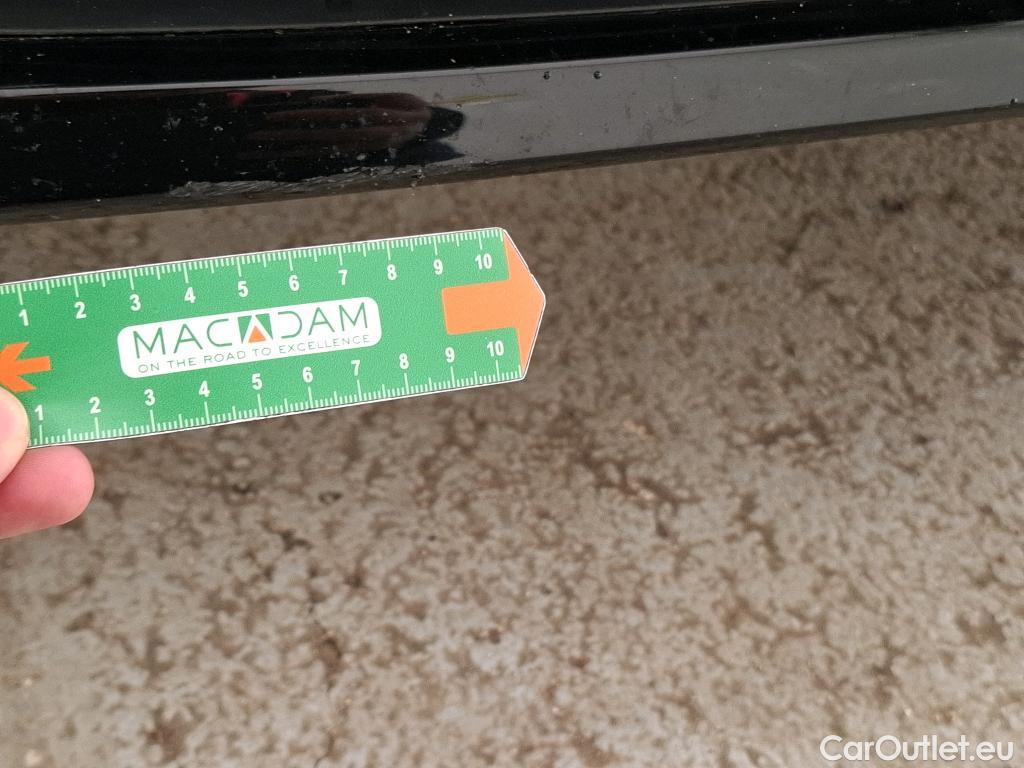 1 2 3 4 5 6 7 8 9 10
MACADAM
ON THE ROAD TO EXCELLENCE
1 2 3 4 5 6 7 8 9 10
CarOutlet.eu